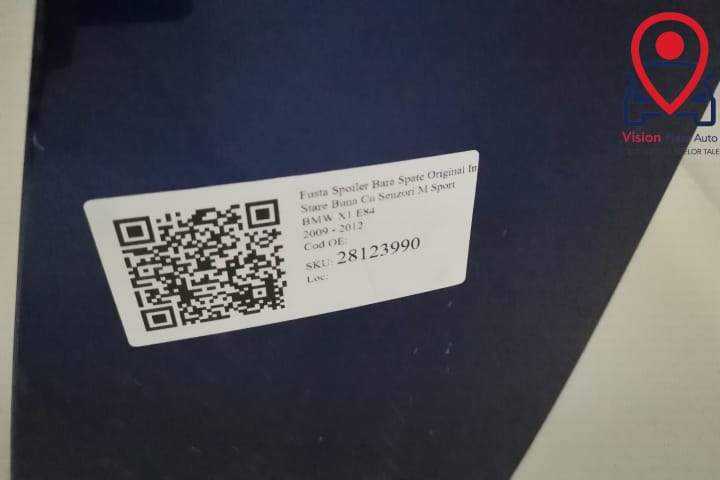 Vision Auto
Fusta Spoiler Bara Spate Original In
Stare Buna Cu Senzori M Sport
BMW X1 E84
2009 - 2012
Cod OE:
SKU: 28123990
Loc: